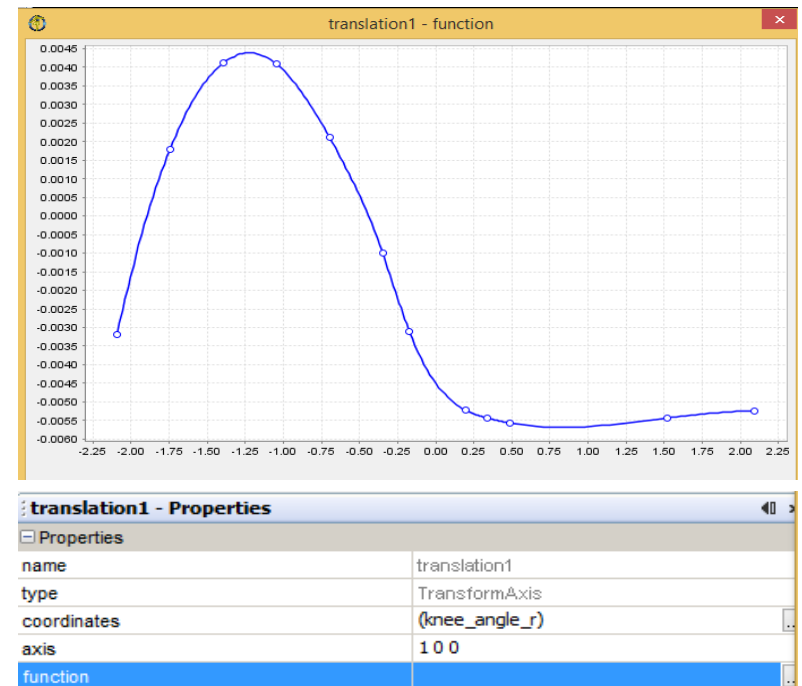 translation1 - function
0.0045
0.0040
0.0035
0.0030
0.0025
0.0020
0.0015
0.0010
0.0005
0.0000
-0.0005
-0.0010
-0.0015
-0.0020
-0.0025
-0.0030
-0.0035
-0.0040
-0.0045
-0.0050
-0.0055
-0.0060
-2.25 -2.00 -1.75 -1.50 -1.25 -1.00 -0.75 -0.50 -0.25 0.00 0.25 0.50 0.75 1.00 1.25 1.50 1.75 2.00 2.25
translation1 - Properties
Properties
name translation1
type TransformAxis
coordinates (knee_angle_r) ..
axis 1 0 0
function ..